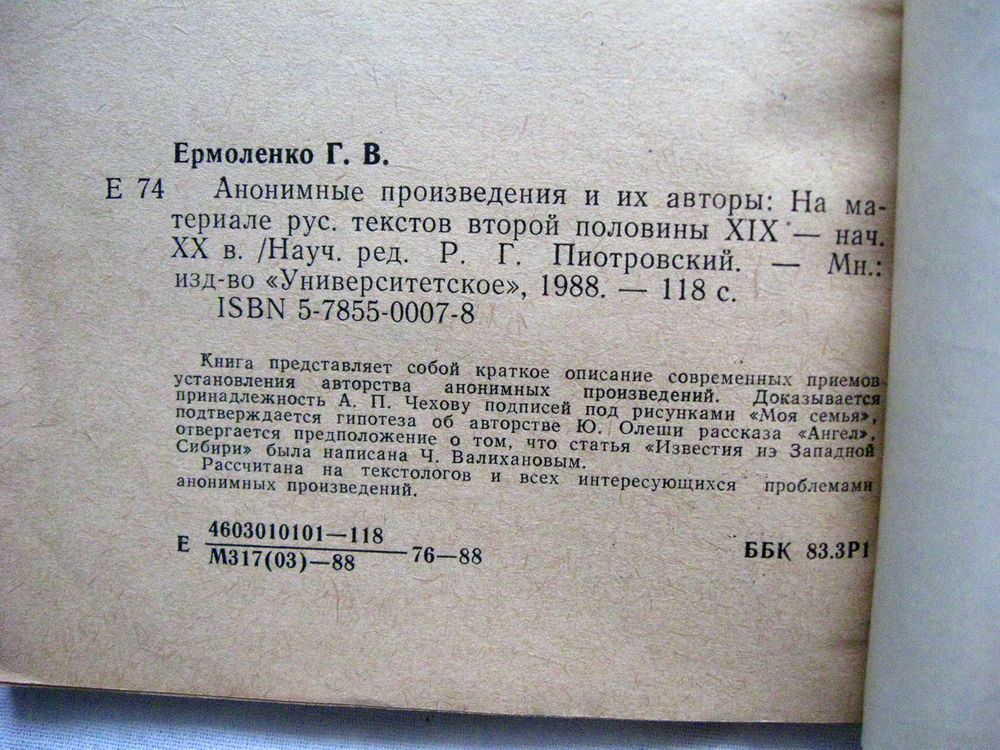 Ермоленко Г. В.
Е 74 Анонимные произведения и их авторы: На ма-
териале рус. текстов второй половины XIX — нач.
XX в. /Науч. ред. Р. Г. Пиотровский. — Мн.:
изд-во «Университетское», 1988. — 118 с.
ISBN 5-7855-0007-8
Книга представляет собой краткое описание современных приемов
установления авторства анонимных произведений. Доказывается
принадлежность А. П. Чехову подписей под рисунками «Моя семья»,
подтверждается гипотеза об авторстве Ю. Олеши рассказа «Ангел»,
отвергается предположение о том, что статья «Известия из Западной
Сибири» была написана Ч. Валихановым.
Рассчитана на текстологов и всех интересующихся проблемами
анонимных произведений.
Е 4603010101—118
М317(03)—88 76—88
ББК 83.3Р1